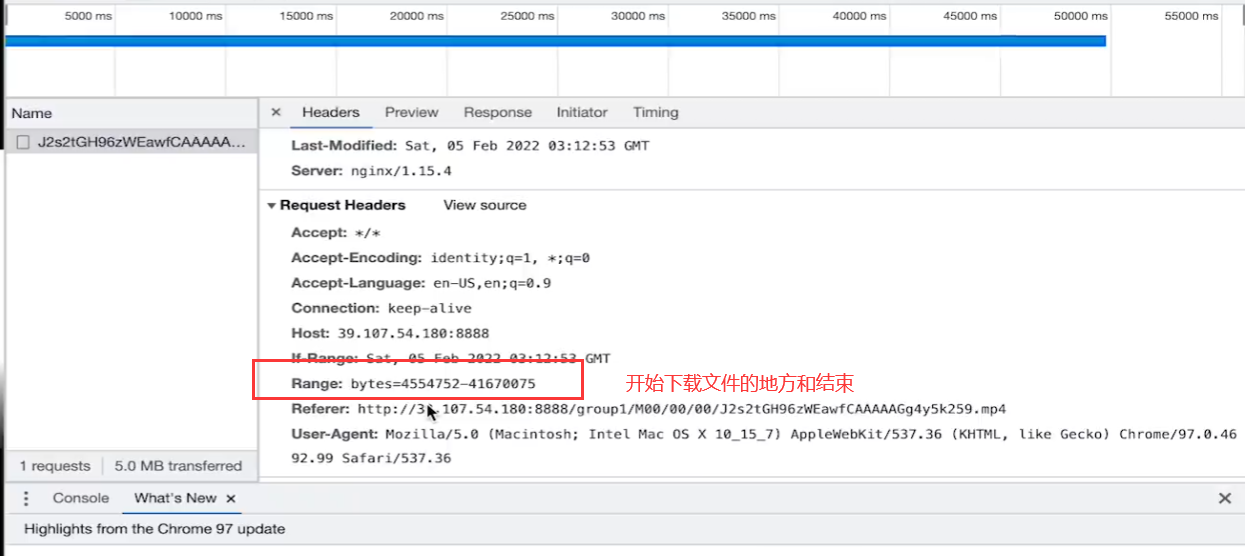 5000 ms 10000 ms 15000 ms 20000 ms 25000 ms 30000 ms 35000 ms 40000 ms 45000 ms 50000 ms 55000 ms
Name
J2s2tGH96zWEawfCAAAAA...
× Headers Preview Response Initiator Timing
Last-Modified: Sat, 05 Feb 2022 03:12:53 GMT
Server: nginx/1.15.4
Request Headers View source
Accept: */*
Accept-Encoding: identity;q=1, *;q=0
Accept-Language: en-US,en;q=0.9
Connection: keep-alive
Host: 39.107.54.180:8888
If-Range: Sat, 05 Feb 2022 03:12:53 GMT
Range: bytes=4554752-41670075
开始下载文件的地方和结束
Referer: http://3 .107.54.180:8888/group1/M00/00/00/J2s2tGH96zWEawfCAAAAAGg4y5k259.mp4
User-Agent: Mozilla/5.0 (Macintosh; Intel Mac OS X 10_15_7) AppleWebKit/537.36 (KHTML, like Gecko) Chrome/97.0.46
92.99 Safari/537.36
1 requests 5.0 MB transferred
Console What's New ×
Highlights from the Chrome 97 update